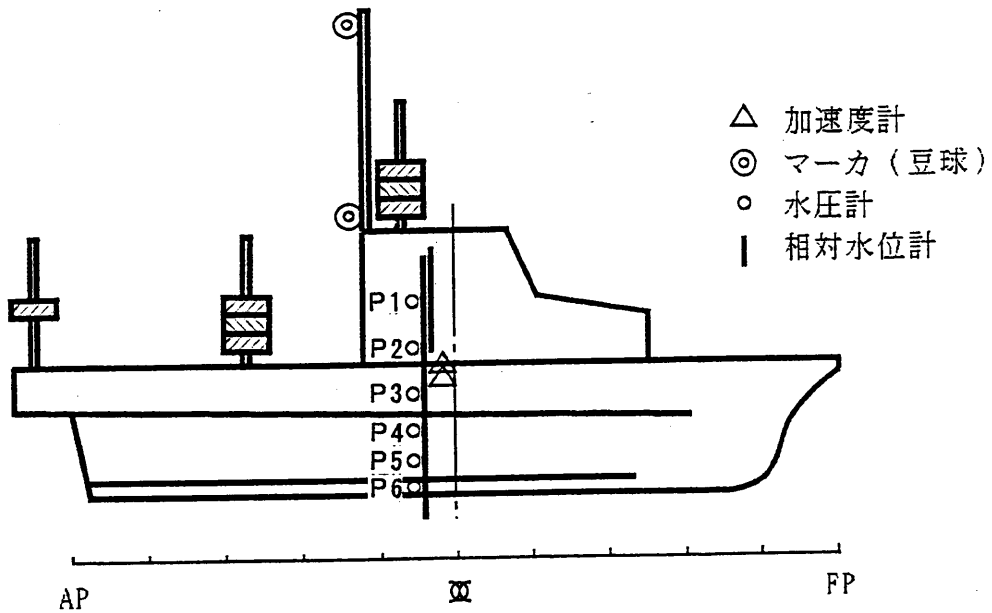 △ 加速度計
◎ マーカ（豆球）
○ 水圧計
| 相対水位計
P1
P2
P3
P4
P5
P6
AP
FP